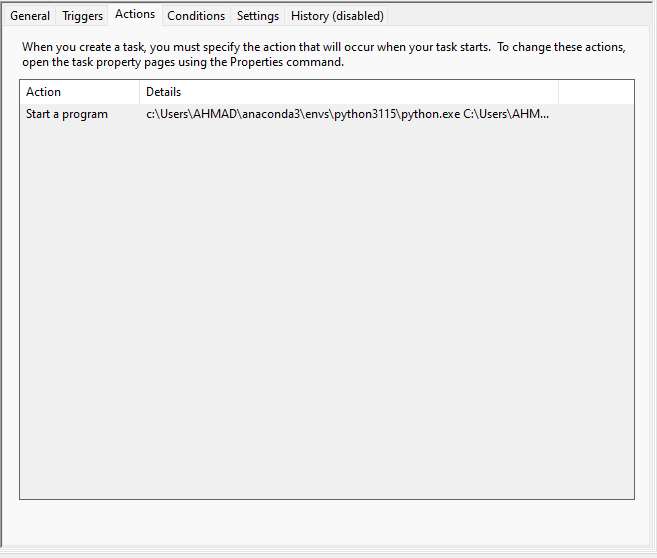 General Triggers Actions Conditions Settings History (disabled)
When you create a task, you must specify the action that will occur when your task starts.  To change these actions,
open the task property pages using the Properties command.
Action Details
Start a program c:\Users\AHMAD\anaconda3\envs\python3115\python.exe C:\Users\AHM...